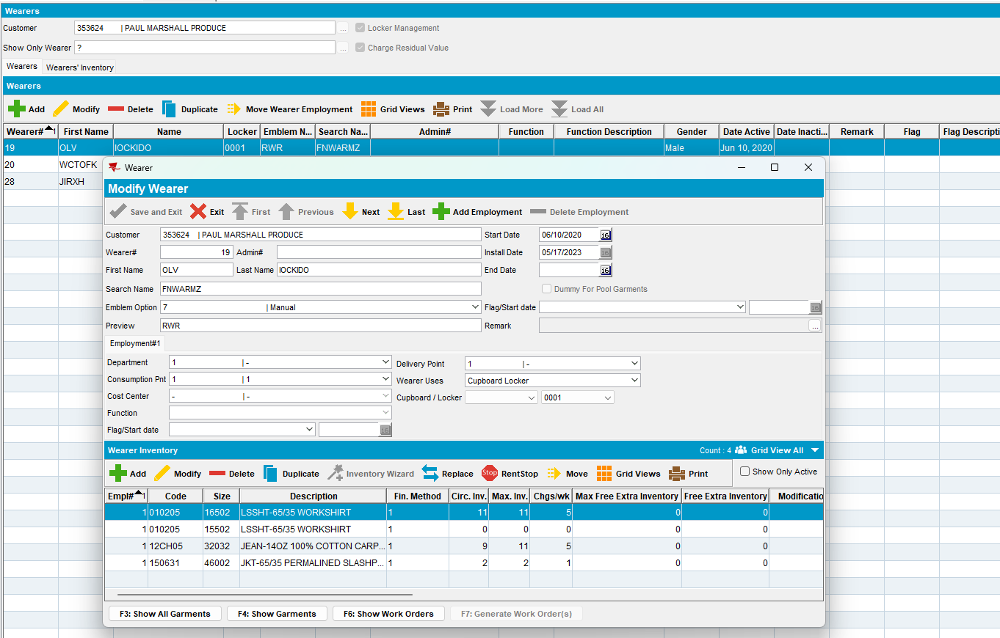 Wearers
Customer 353624 | PAUL MARSHALL PRODUCE ... Locker Management
Show Only Wearer ? ... Charge Residual Value
Wearers Wearers' Inventory
Wearers
Add Modify Delete Duplicate Move Wearer Employment Grid Views Print Load More Load All
Wearer# 1 First Name Name Locker Emblem N... Search Na... Admin# Function Function Description Gender Date Active Date Inacti... Remark Flag Flag Descripti
19 OLV IOCKIDO 0001 RWR FNWARMZ Male Jun 10, 2020
20 WCTOFK
28 JIRXH
Wearer
Modify Wearer
Save and Exit Exit First Previous Next Last Add Employment Delete Employment
Customer 353624 | PAUL MARSHALL PRODUCE Start Date 06/10/2020 16
Wearer# 19 Admin# Install Date 05/17/2023 16
First Name OLV Last Name IOCKIDO End Date 16
Search Name FNWARMZ Dummy For Pool Garments
Emblem Option 7 | Manual Flag/Start date 16
Preview RWR Remark ...
Employment#1
Department 1 | - Delivery Point 1 | -
Consumption Pnt 1 | 1 Wearer Uses Cupboard Locker
Cost Center - | - Cupboard / Locker 0001
Function
Flag/Start date 16
Wearer Inventory Count : 4 Grid View All
Add Modify Delete Duplicate Inventory Wizard Replace Stop RentStop Move Grid Views Print Show Only Active
Empl# 1 Code Size Description Fin. Method Circ. Inv. Max. Inv. Chgs/wk Max Free Extra Inventory Free Extra Inventory Modificatio
1 010205 16502 LSSHT-65/35 WORKSHIRT 1 11 11 5 0 0
1 010205 15502 LSSHT-65/35 WORKSHIRT 1 0 0 0 0 0
1 12CH05 32032 JEAN-14OZ 100% COTTON CARP... 1 9 11 5 0 0
1 150631 46002 JKT-65/35 PERMALINED SLASHP... 1 2 2 1 0 0
F3: Show All Garments F4: Show Garments F6: Show Work Orders F7: Generate Work Order(s)